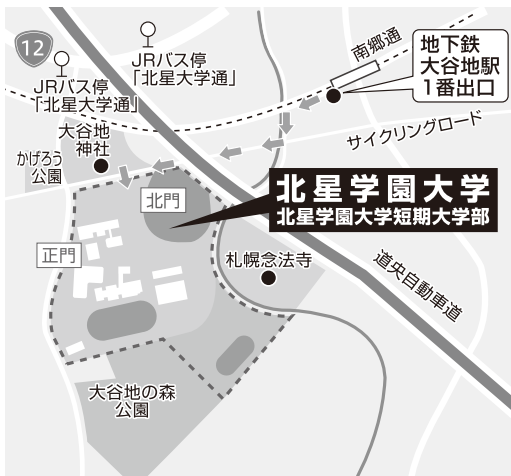 12
JRバス停
「北星大学通」
JRバス停
「北星大学通」
南郷通
地下鉄
大谷地駅
1番出口
サイクリングロード
大谷地
神社
かげろう
公園
北門
北星学園大学
北星学園大学短期大学部
正門
札幌念法寺
道央自動車道
大谷地の森
公園